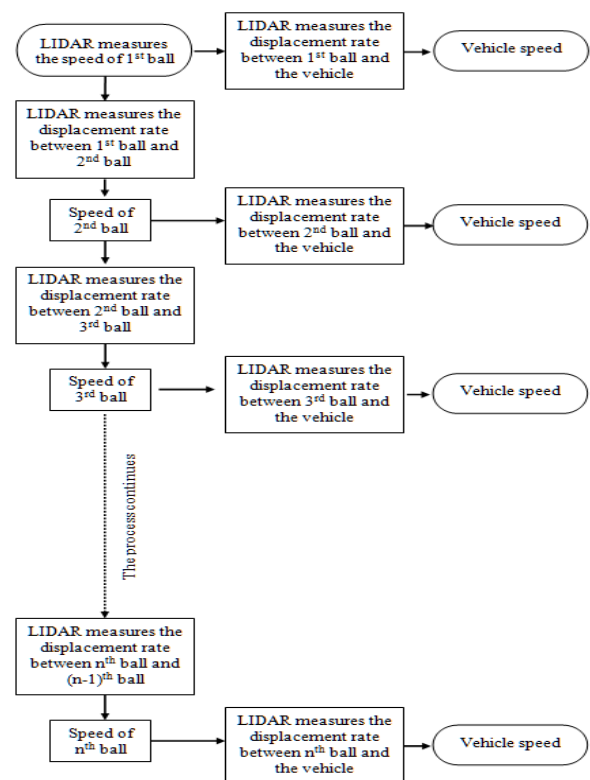 LIDAR measures
the speed of 1st ball
LIDAR measures the
displacement rate
between 1st ball and
the vehicle
Vehicle speed
LIDAR measures the
displacement rate
between 1st ball and
2nd ball
Speed of
2nd ball
LIDAR measures the
displacement rate
between 2nd ball and
the vehicle
Vehicle speed
LIDAR measures the
displacement rate
between 2nd ball and
3rd ball
Speed of
3rd ball
LIDAR measures the
displacement rate
between 3rd ball and
the vehicle
Vehicle speed
The process continues
LIDAR measures the
displacement rate
between nth ball and
(n-1)th ball
Speed of
nth ball
LIDAR measures the
displacement rate
between nth ball and
the vehicle
Vehicle speed